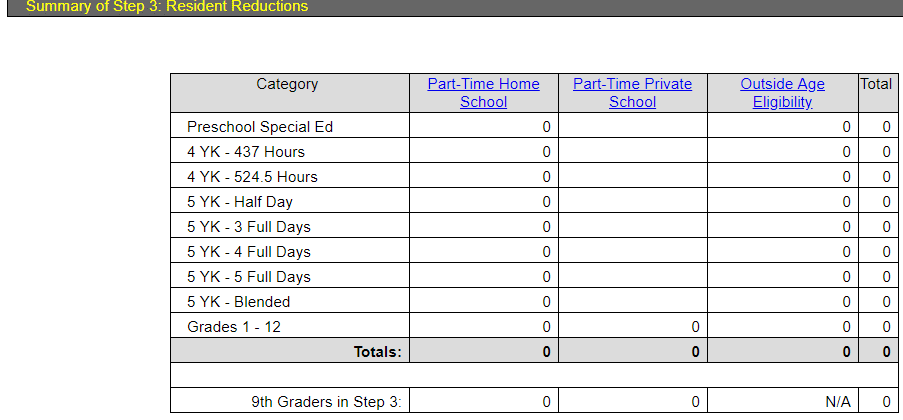 Summary of Step 3: Resident Reductions
Category Part-Time Home School Part-Time Private School Outside Age Eligibility Total
Preschool Special Ed 0 0 0
4 YK - 437 Hours 0 0 0
4 YK - 524.5 Hours 0 0 0
5 YK - Half Day 0 0 0
5 YK - 3 Full Days 0 0 0
5 YK - 4 Full Days 0 0 0
5 YK - 5 Full Days 0 0 0
5 YK - Blended 0 0 0
Grades 1 - 12 0 0 0 0
Totals: 0 0 0 0
9th Graders in Step 3: 0 0 N/A 0